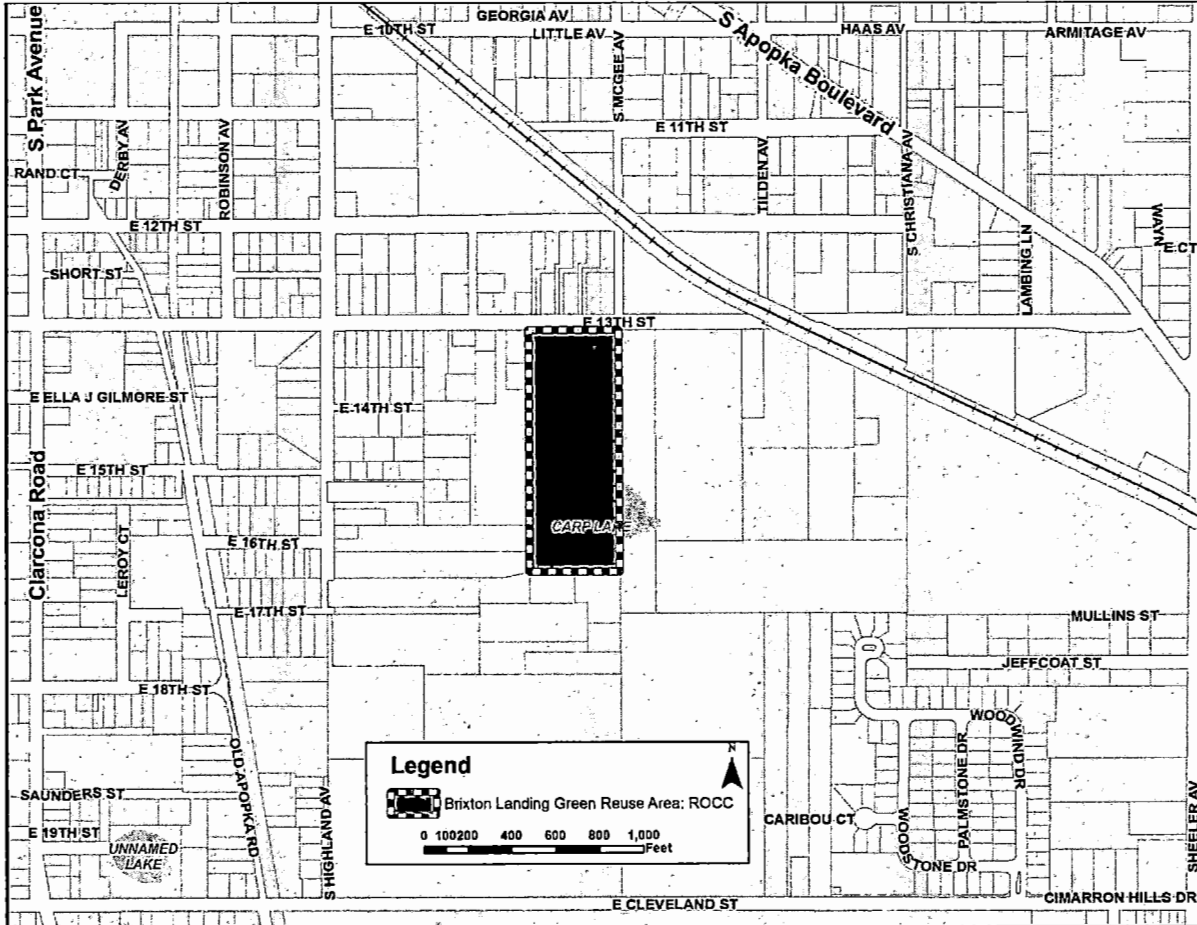 GEORGIA AV
E 10TH ST
LITTLE AV
HAAS AV
ARMITAGE AV
S Park Avenue
S MCGEE AV
S Apopka Boulevard
E 11TH ST
DERBY AV
ROBINSON AV
RAND CT
TILDEN AV
S CHRISTIANA AV
E 12TH ST
LAMBING LN
WAYN
E CT
SHORT ST
E 13TH ST
E ELLA J GILMORE ST
E 14TH ST
E 15TH ST
Clarcona Road
CARP LA
E 16TH ST
LEROY CT
E 17TH ST
MULLINS ST
JEFFCOAT ST
E 18TH ST
OLD APOPKA RD
WOODWIND DR
PALMSTONE DR
Legend
N
Brixton Landing Green Reuse Area: ROCC
0 100200 400 600 800 1,000
Feet
SAUNDERS ST
E 19TH ST
UNNAMED
LAKE
S HIGHLAND AV
CARIBOU CT
WOODS
TONE DR
SHEELER AV
E CLEVELAND ST
CIMARRON HILLS DR